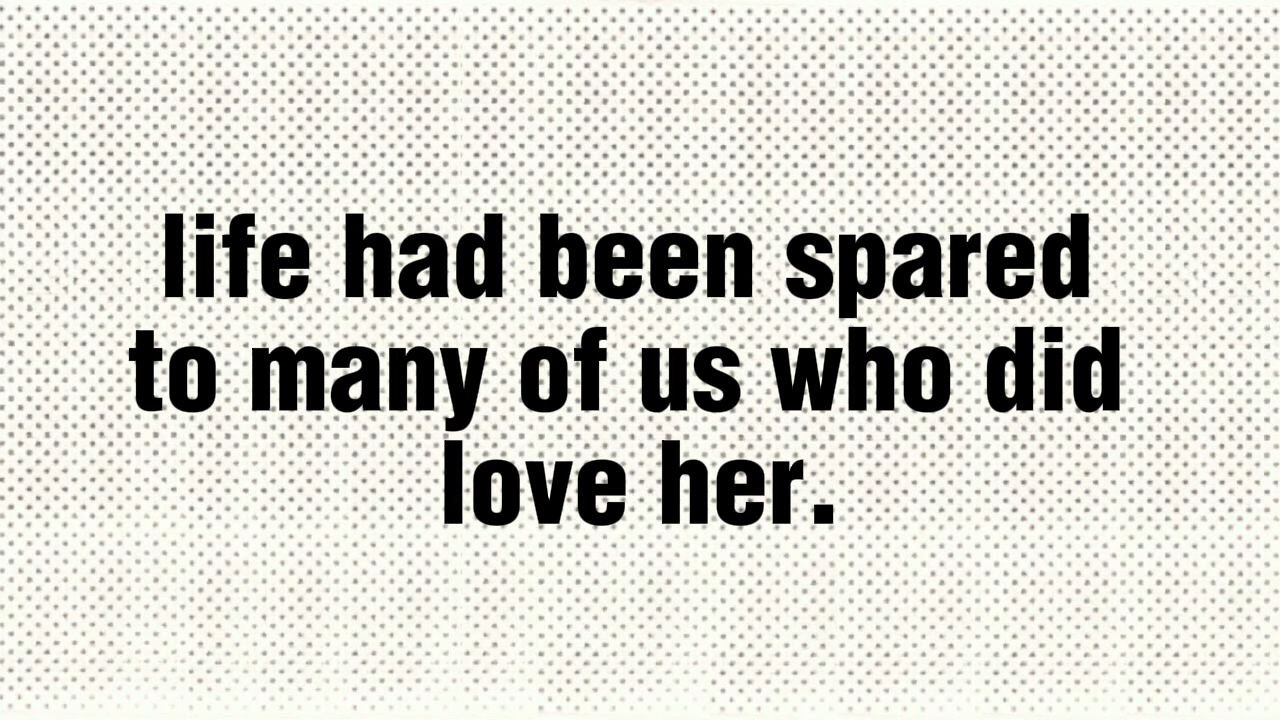 life had been spared
to many of us who did
love her.